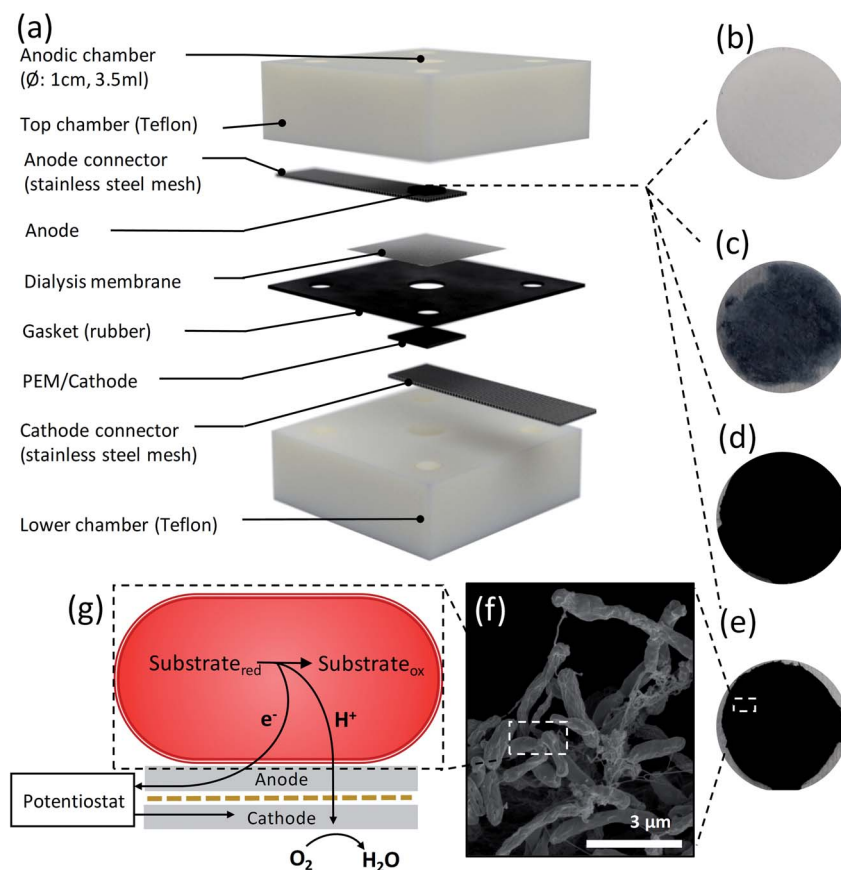 (a)
Anodic chamber
(Ø: 1cm, 3.5ml)
Top chamber (Teflon)
Anode connector
(stainless steel mesh)
Anode
Dialysis membrane
Gasket (rubber)
PEM/Cathode
Cathode connector
(stainless steel mesh)
Lower chamber (Teflon)
(b)
(c)
(d)
(e)
(f)
3 µm
(g)
Substrate_red Substrate_ox
e⁻ H⁺
Anode
Potentiostat
Cathode
O₂ H₂O